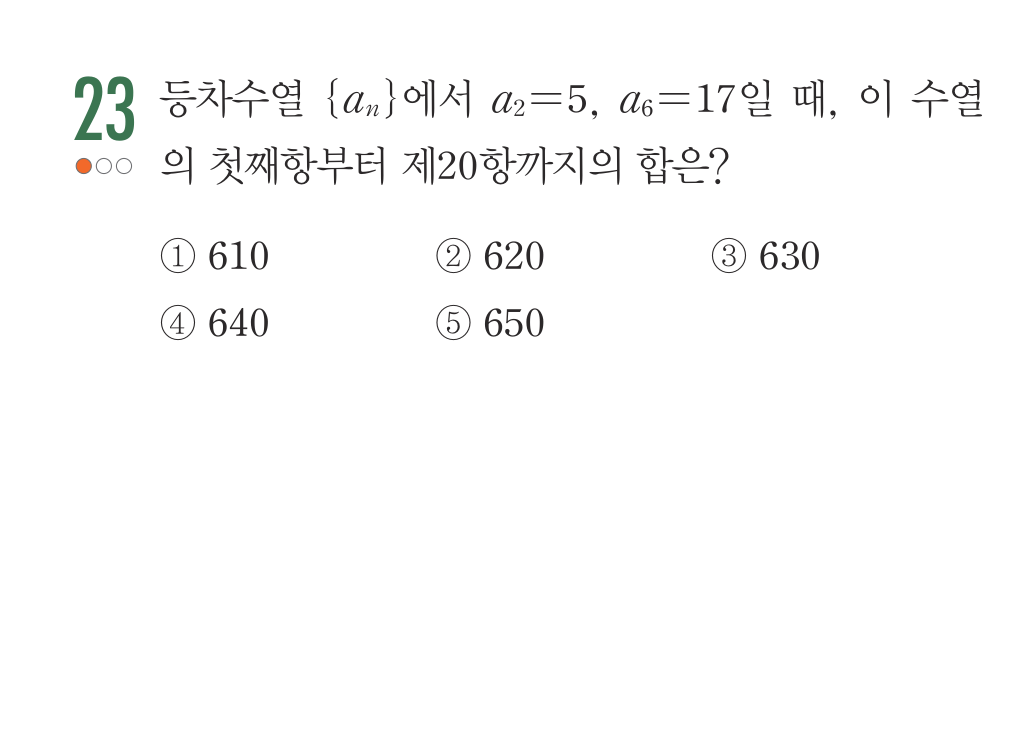 23 등차수열 {aₙ}에서 a₂=5, a₆=17일 때, 이 수열
의 첫째항부터 제20항까지의 합은?
① 610 ② 620 ③ 630
④ 640 ⑤ 650